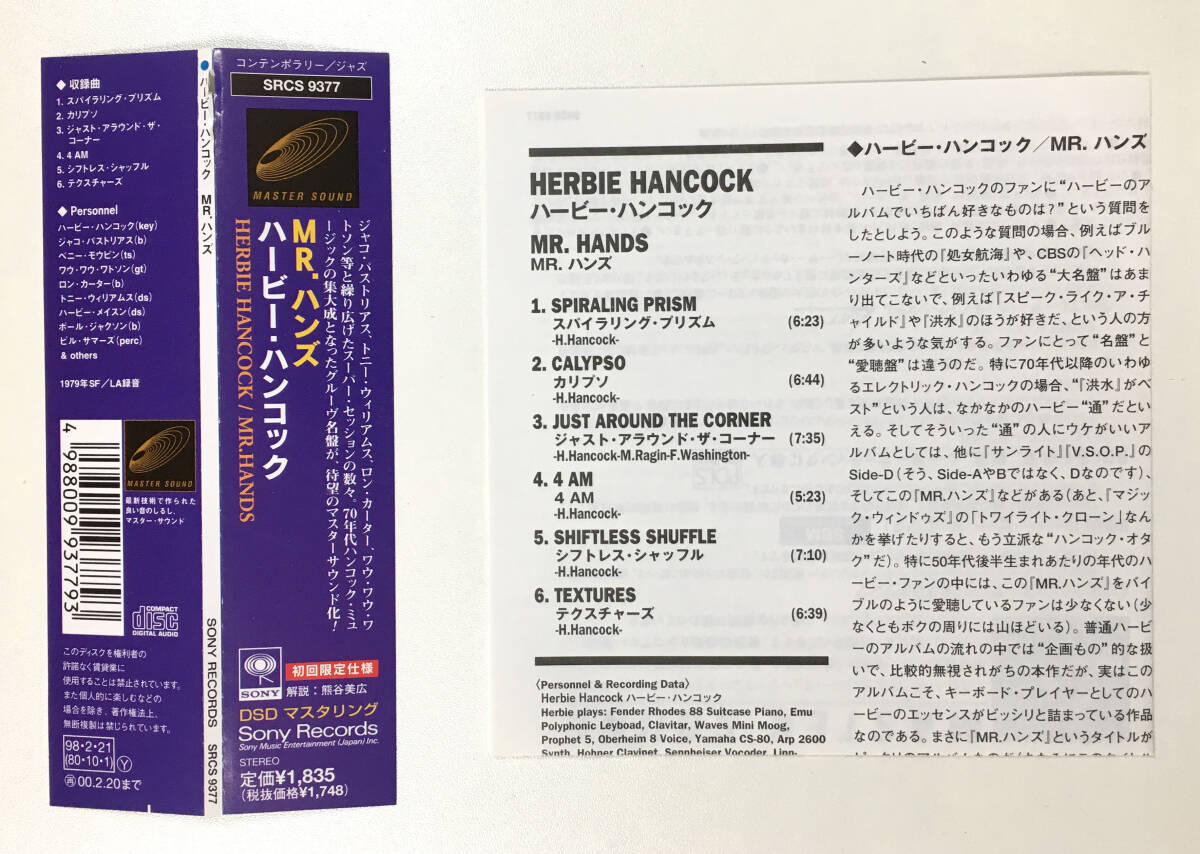 ◆ 収録曲
1. スパイラリング・プリズム
2. カリプソ
3. ジャスト・アラウンド・ザ・
コーナー
4. 4 AM
5. シフトレス・シャッフル
6. テクスチャーズ
◆ Personnel
ハービー・ハンコック(key)
ジャコ・パストリアス(b)
ベニー・モウピン(ts)
ワウ・ワウ・ワトソン(gt)
ロン・カーター(b)
トニー・ウィリアムス(ds)
ハービー・メイスン(ds)
ポール・ジャクソン(b)
ビル・サマーズ(perc)
& others
1979年SF／LA録音
4 988009 937793
MASTER SOUND
最新技術で作られた
良い音のしるし、
マスター・サウンド
COMPACT
disc
DIGITAL AUDIO
このディスクを権利者の
許諾なく賃貸業に
使用することは禁止されています。
また個人的に楽しむなどの
場合を除き、著作権法上、
無断複製は禁じられています。
98・2・21
(80・10・1) Y
再 00.2.20まで
ハービー・ハンコック MR.ハンズ
SONY RECORDS SRCS 9377
コンテンポラリー／ジャズ
SRCS 9377
MASTER SOUND
ジャコ・パストリアス、トニー・ウィリアムス、ロン・カーター、ワウ・ワウ・ワ
トソン等と繰り広げたスーパー・セッションの数々。70年代ハンコック・ミュ
ージックの集大成となったグルーヴ名盤が、待望のマスターサウンド化！
MR.ハンズ
ハービー・ハンコック
HERBIE HANCOCK / MR.HANDS
SONY
初回限定仕様
解説：熊谷美広
DSD マスタリング
Sony Records
Sony Music Entertainment (Japan) Inc.
STEREO
定価¥1,835
(税抜価格¥1,748)
HERBIE HANCOCK
ハービー・ハンコック
MR. HANDS
MR. ハンズ
1. SPIRALING PRISM
スパイラリング・プリズム (6:23)
-H.Hancock-
2. CALYPSO
カリプソ (6:44)
-H.Hancock-
3. JUST AROUND THE CORNER
ジャスト・アラウンド・ザ・コーナー (7:35)
-H.Hancock-M.Ragin-F.Washington-
4. 4 AM
4 AM (5:23)
-H.Hancock-
5. SHIFTLESS SHUFFLE
シフトレス・シャッフル (7:10)
-H.Hancock-
6. TEXTURES
テクスチャーズ (6:39)
-H.Hancock-
〈Personnel & Recording Data〉
Herbie Hancock ハービー・ハンコック
Herbie plays: Fender Rhodes 88 Suitcase Piano, Emu
Polyphonic Leyboad, Clavitar, Waves Mini Moog,
Prophet 5, Oberheim 8 Voice, Yamaha CS-80, Arp 2600
Synth, Hohner Clavinet, Sennheiser Vocoder, Linn-
◆ハービー・ハンコック／MR. ハンズ
ハービー・ハンコックのファンに“ハービーのア
ルバムでいちばん好きなものは？”という質問を
したとしよう。このような質問の場合、例えばブル
ーノート時代の『処女航海』や、CBSの『ヘッド・ハ
ンターズ』などといったいわゆる“大名盤”はあま
り出てこないで、例えば『スピーク・ライク・ア・チ
ャイルド』や『洪水』のほうが好きだ、という人の方
が多いような気がする。ファンにとって“名盤”と
“愛聴盤”は違うのだ。特に70年代以降のいわゆ
るエレクトリック・ハンコックの場合、“『洪水』がベ
スト”という人は、なかなかのハービー“通”だとい
える。そしてそういった“通”の人にウケがいいア
ルバムとしては、他に『サンライト』『V.S.O.P.』の
Side-D（そう、Side-AやBではなく、Dなのです）、
そしてこの『MR.ハンズ』などがある（あと、『マジッ
ク・ウィンドゥズ』の「トワイライト・クローン」なん
かを挙げたりすると、もう立派な“ハンコック・オタ
ク”だ）。特に50年代後半生まれあたりの年代のハ
ービー・ファンの中には、この『MR.ハンズ』をバイ
ブルのように愛聴しているファンは少なくない（少
なくともボクの周りには山ほどいる）。普通ハービ
ーのアルバムの流れの中では“企画もの”的な扱
いで、比較的無視されがちの本作だが、実はこの
アルバムこそ、キーボード・プレイヤーとしてのハ
ービーのエッセンスがビッシリと詰まっている作品
なのである。まさに『MR.ハンズ』というタイトルが